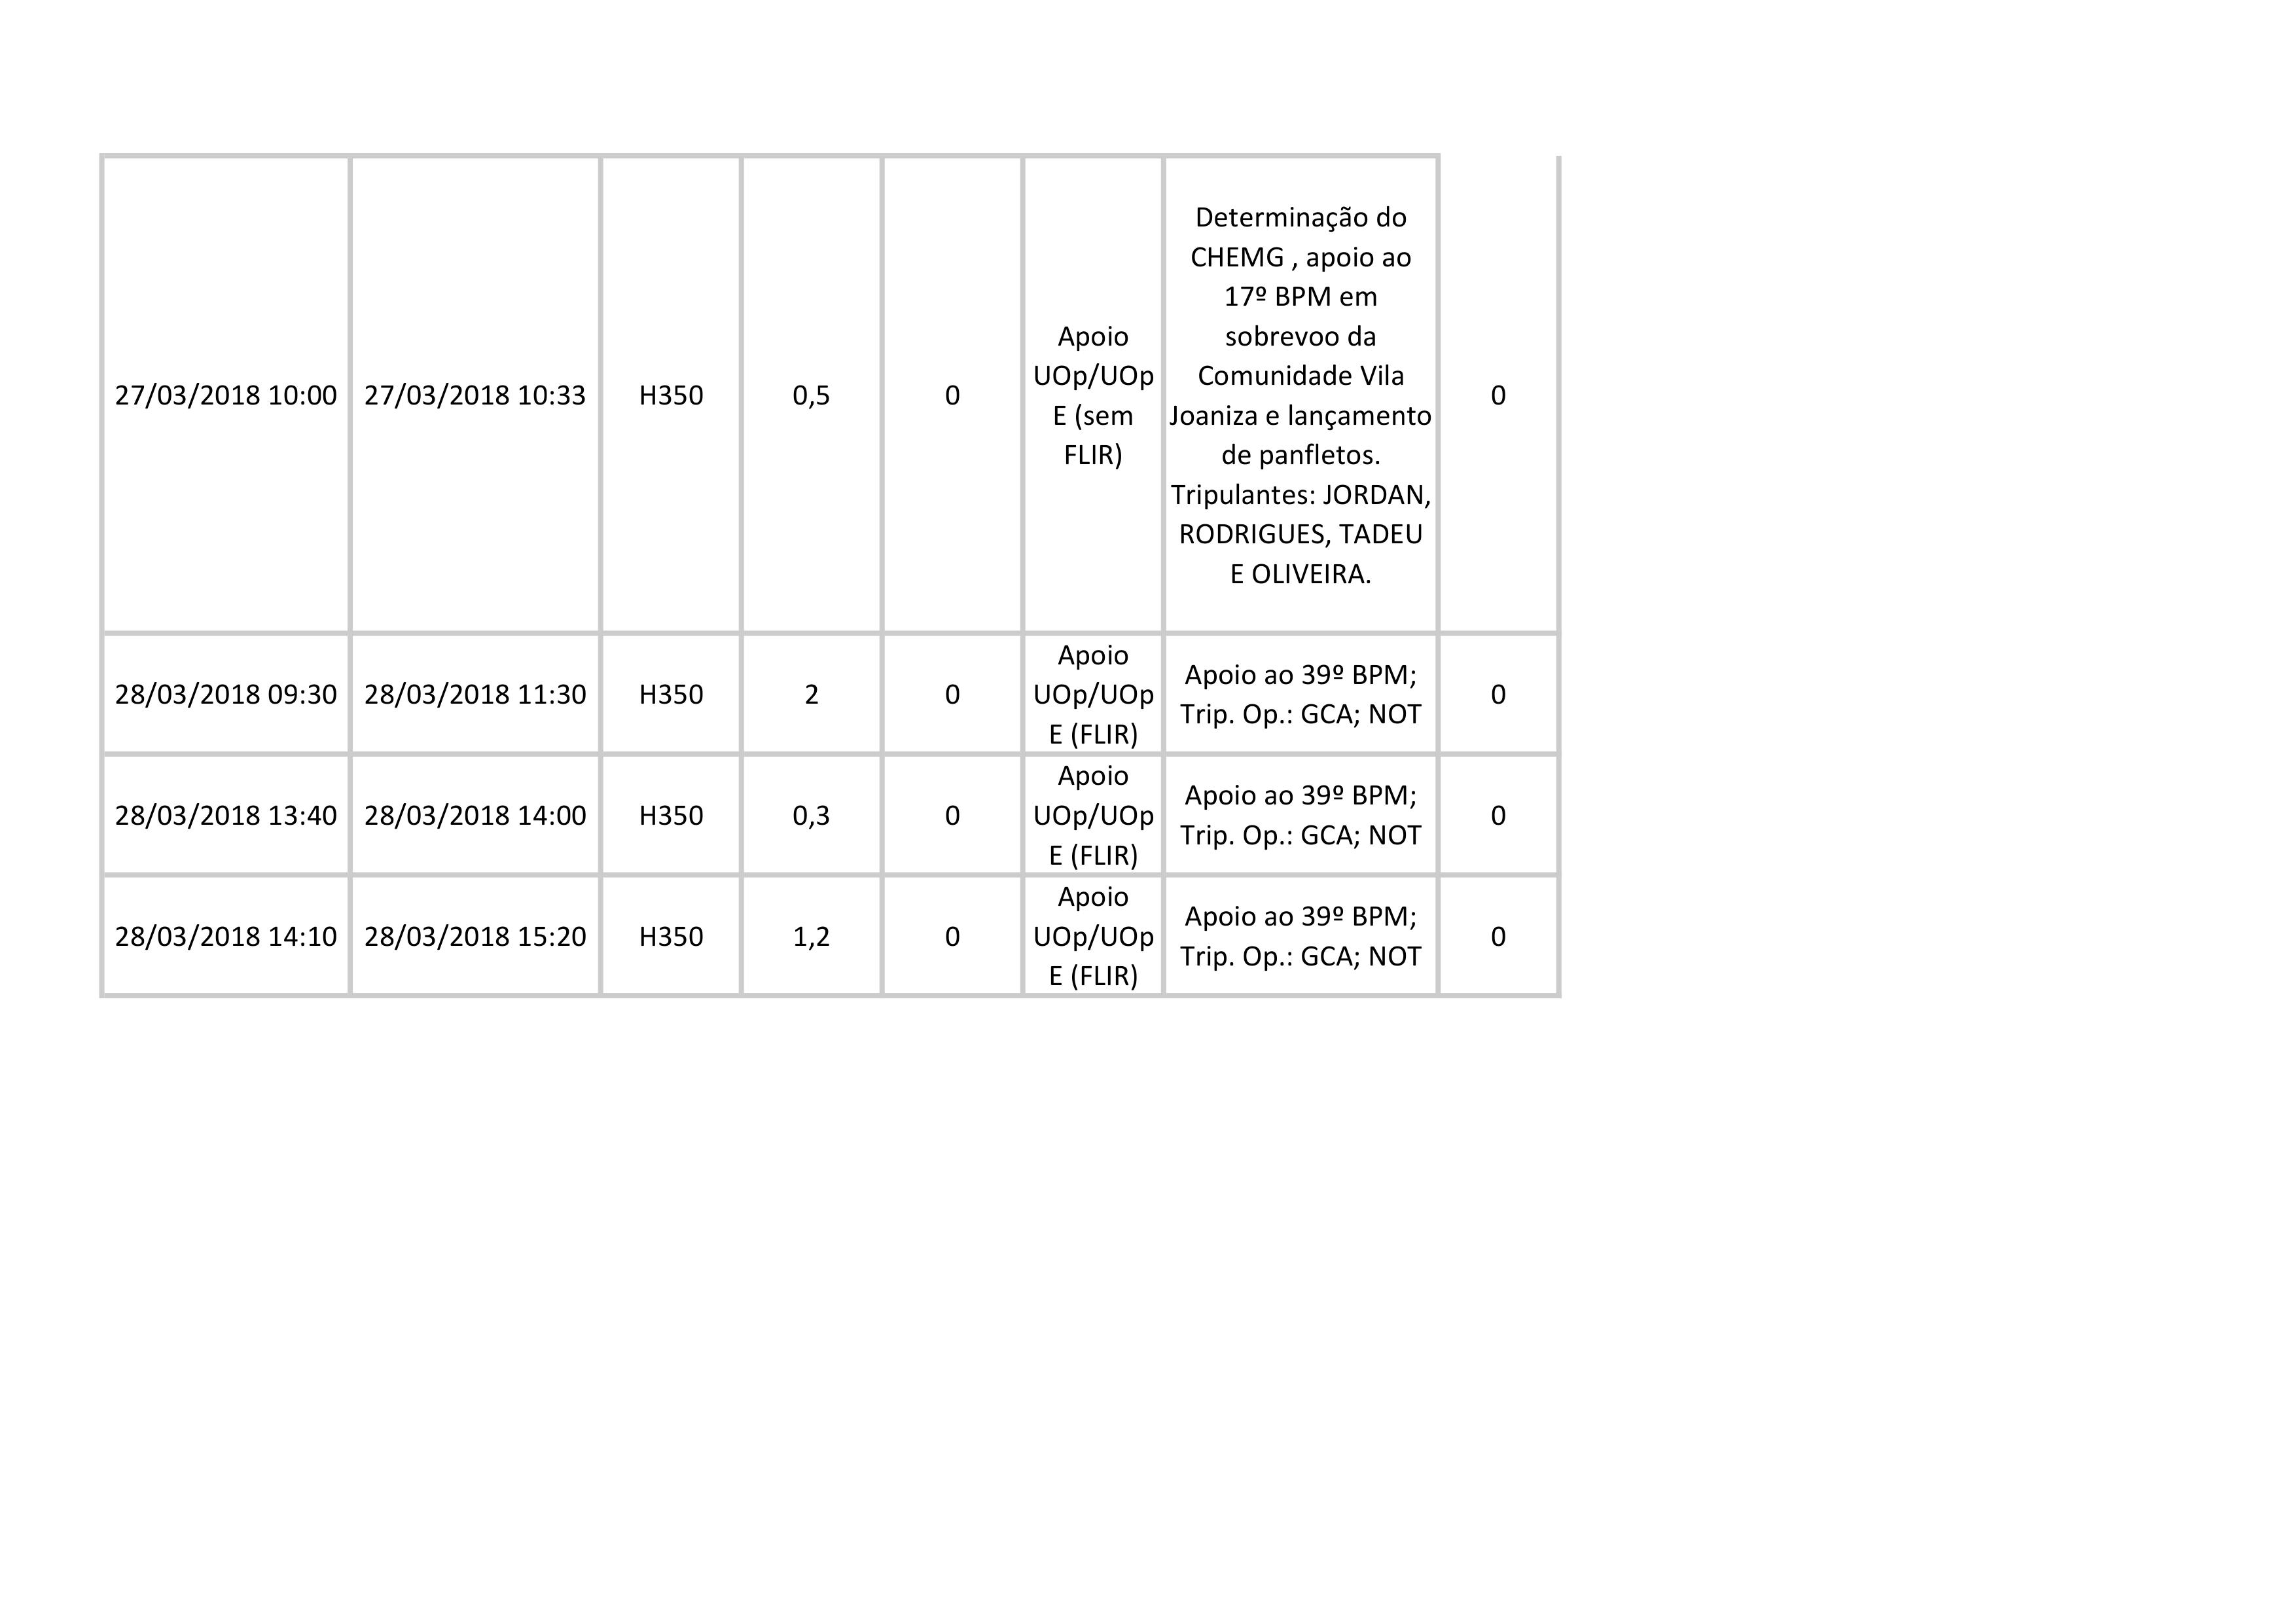 27/03/2018 10:00
27/03/2018 10:33
H350
0,5
0
Apoio
UOp/UOp
E (sem
FLIR)
Determinação do
CHEMG , apoio ao
17º BPM em
sobrevoo da
Comunidade Vila
Joaniza e lançamento
de panfletos.
Tripulantes: JORDAN,
RODRIGUES, TADEU
E OLIVEIRA.
0
28/03/2018 09:30
28/03/2018 11:30
H350
2
0
Apoio
UOp/UOp
E (FLIR)
Apoio ao 39º BPM;
Trip. Op.: GCA; NOT
0
28/03/2018 13:40
28/03/2018 14:00
H350
0,3
0
Apoio
UOp/UOp
E (FLIR)
Apoio ao 39º BPM;
Trip. Op.: GCA; NOT
0
28/03/2018 14:10
28/03/2018 15:20
H350
1,2
0
Apoio
UOp/UOp
E (FLIR)
Apoio ao 39º BPM;
Trip. Op.: GCA; NOT
0